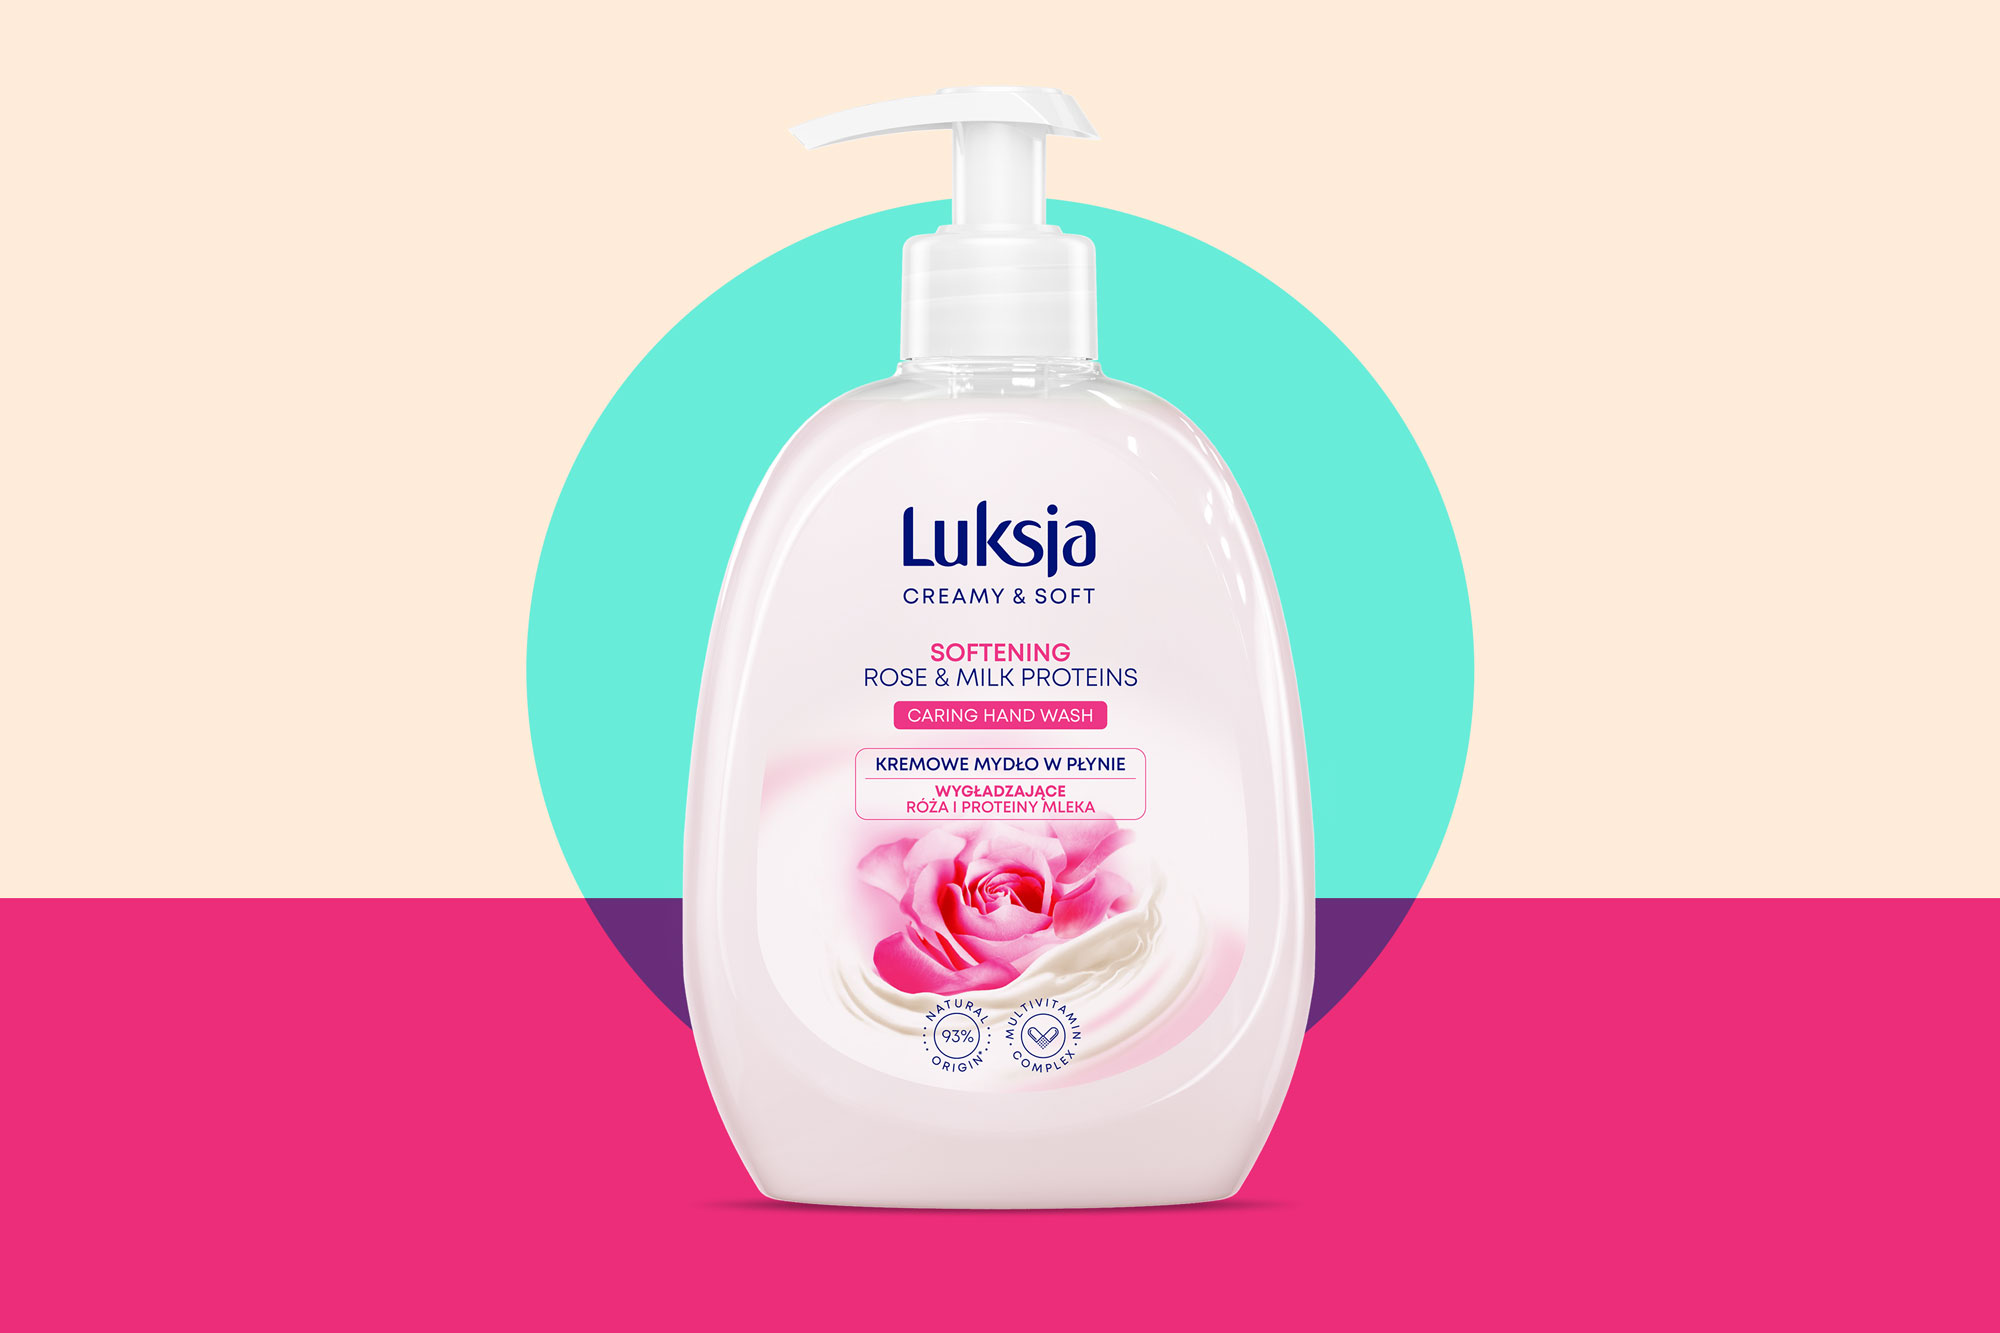 Luksja
CREAMY & SOFT
SOFTENING
ROSE & MILK PROTEINS
CARING HAND WASH
KREMOWE MYDŁO W PŁYNIE
WYGŁADZAJĄCE
RÓŻA I PROTEINY MLEKA
NATURAL
93%
ORIGIN*
MULTIVITAMIN
COMPLEX